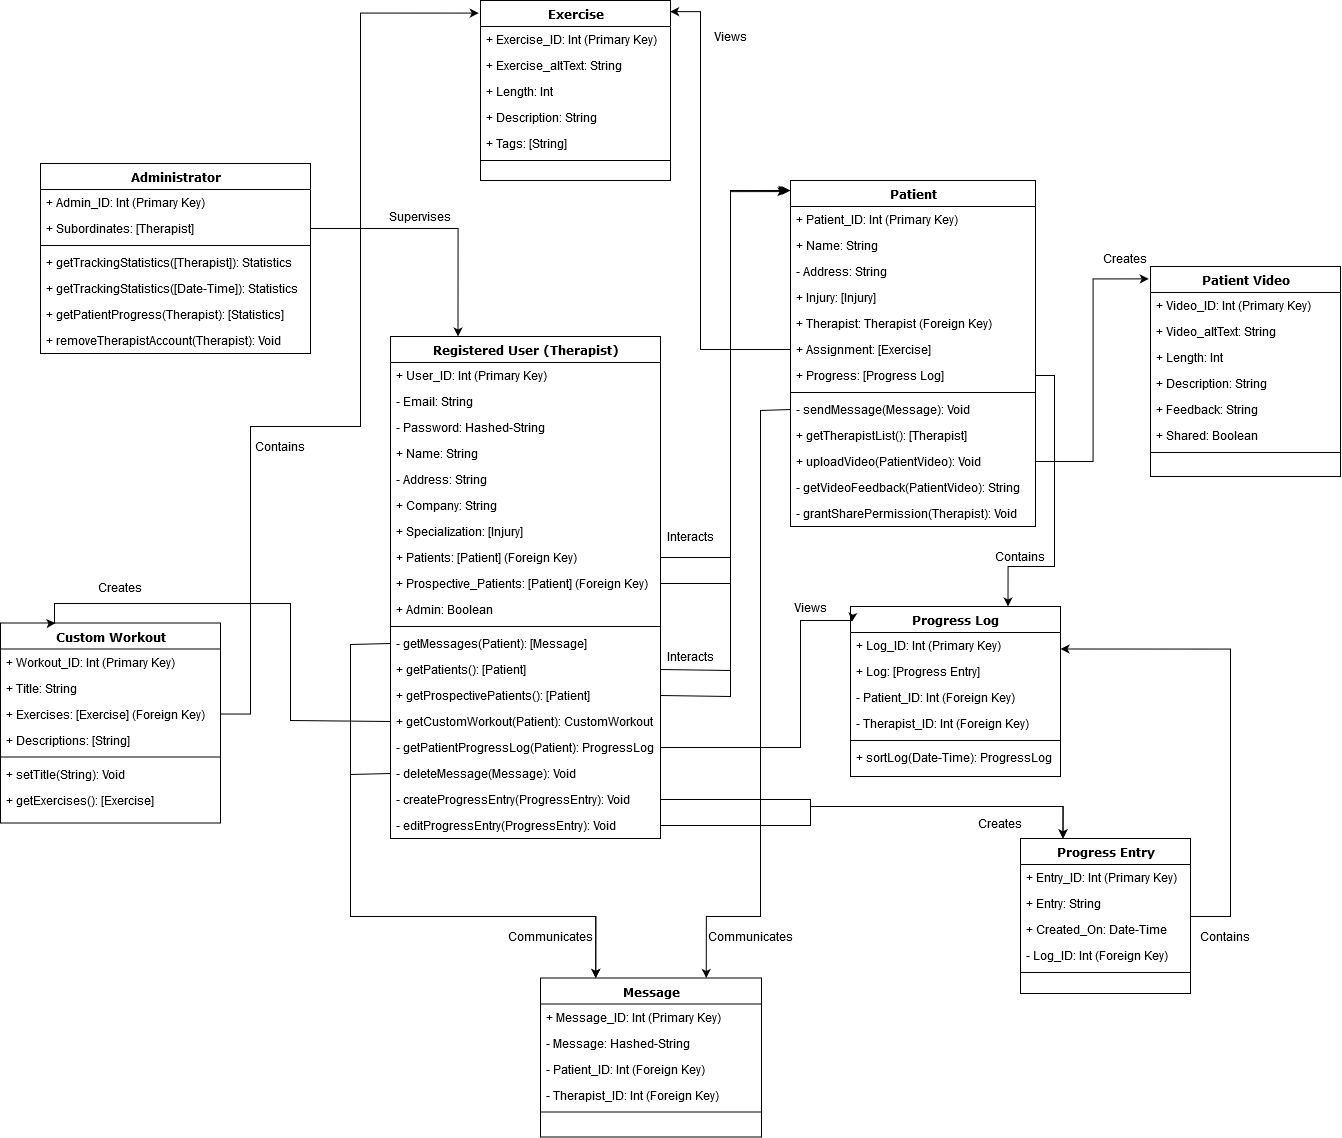 Exercise
+ Exercise_ID: Int (Primary Key)
+ Exercise_altText: String
+ Length: Int
+ Description: String
+ Tags: [String]
Views
Administrator
+ Admin_ID: Int (Primary Key)
+ Subordinates: [Therapist]
+ getTrackingStatistics([Therapist]): Statistics
+ getTrackingStatistics([Date-Time]): Statistics
+ getPatientProgress(Therapist): [Statistics]
+ removeTherapistAccount(Therapist): Void
Supervises
Patient
+ Patient_ID: Int (Primary Key)
+ Name: String
- Address: String
+ Injury: [Injury]
+ Therapist: Therapist (Foreign Key)
+ Assignment: [Exercise]
+ Progress: [Progress Log]
- sendMessage(Message): Void
+ getTherapistList(): [Therapist]
+ uploadVideo(PatientVideo): Void
- getVideoFeedback(PatientVideo): String
- grantSharePermission(Therapist): Void
Creates
Patient Video
+ Video_ID: Int (Primary Key)
+ Video_altText: String
+ Length: Int
+ Description: String
+ Feedback: String
+ Shared: Boolean
Registered User (Therapist)
+ User_ID: Int (Primary Key)
- Email: String
- Password: Hashed-String
+ Name: String
- Address: String
+ Company: String
+ Specialization: [Injury]
+ Patients: [Patient] (Foreign Key)
+ Prospective_Patients: [Patient] (Foreign Key)
+ Admin: Boolean
- getMessages(Patient): [Message]
+ getPatients(): [Patient]
+ getProspectivePatients(): [Patient]
+ getCustomWorkout(Patient): CustomWorkout
- getPatientProgressLog(Patient): ProgressLog
- deleteMessage(Message): Void
- createProgressEntry(ProgressEntry): Void
- editProgressEntry(ProgressEntry): Void
Contains
Interacts
Interacts
Contains
Creates
Custom Workout
+ Workout_ID: Int (Primary Key)
+ Title: String
+ Exercises: [Exercise] (Foreign Key)
+ Descriptions: [String]
+ setTitle(String): Void
+ getExercises(): [Exercise]
Views
Progress Log
+ Log_ID: Int (Primary Key)
+ Log: [Progress Entry]
- Patient_ID: Int (Foreign Key)
- Therapist_ID: Int (Foreign Key)
+ sortLog(Date-Time): ProgressLog
Creates
Progress Entry
+ Entry_ID: Int (Primary Key)
+ Entry: String
+ Created_On: Date-Time
- Log_ID: Int (Foreign Key)
Contains
Communicates
Communicates
Message
+ Message_ID: Int (Primary Key)
- Message: Hashed-String
- Patient_ID: Int (Foreign Key)
- Therapist_ID: Int (Foreign Key)